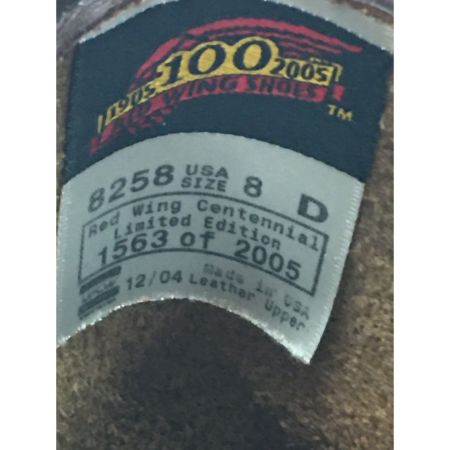 1905 100 2005
RED WING SHOES
TM
8258 USA SIZE 8 D
Red Wing Centennial
Limited Edition
1563 of 2005
12/04 Made in USA
Leather Upper